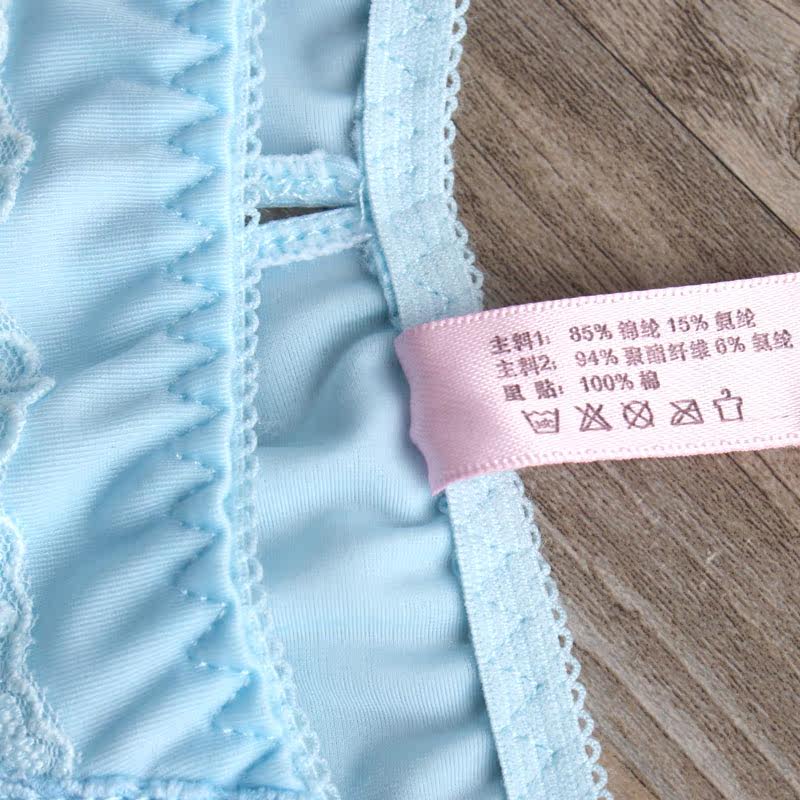 主料1: 85% 锦纶 15% 氨纶
主料2: 94% 聚酯纤维 6% 氨纶
里 贴: 100% 棉